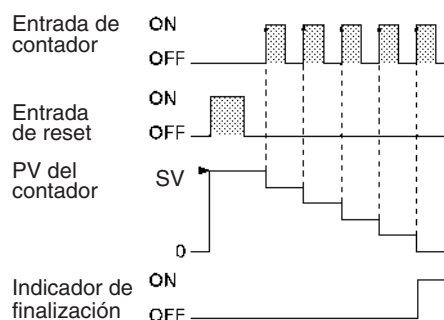 Entrada de
contador
ON
OFF
Entrada
de reset
ON
OFF
PV del
contador
SV
0
Indicador de
finalización
ON
OFF